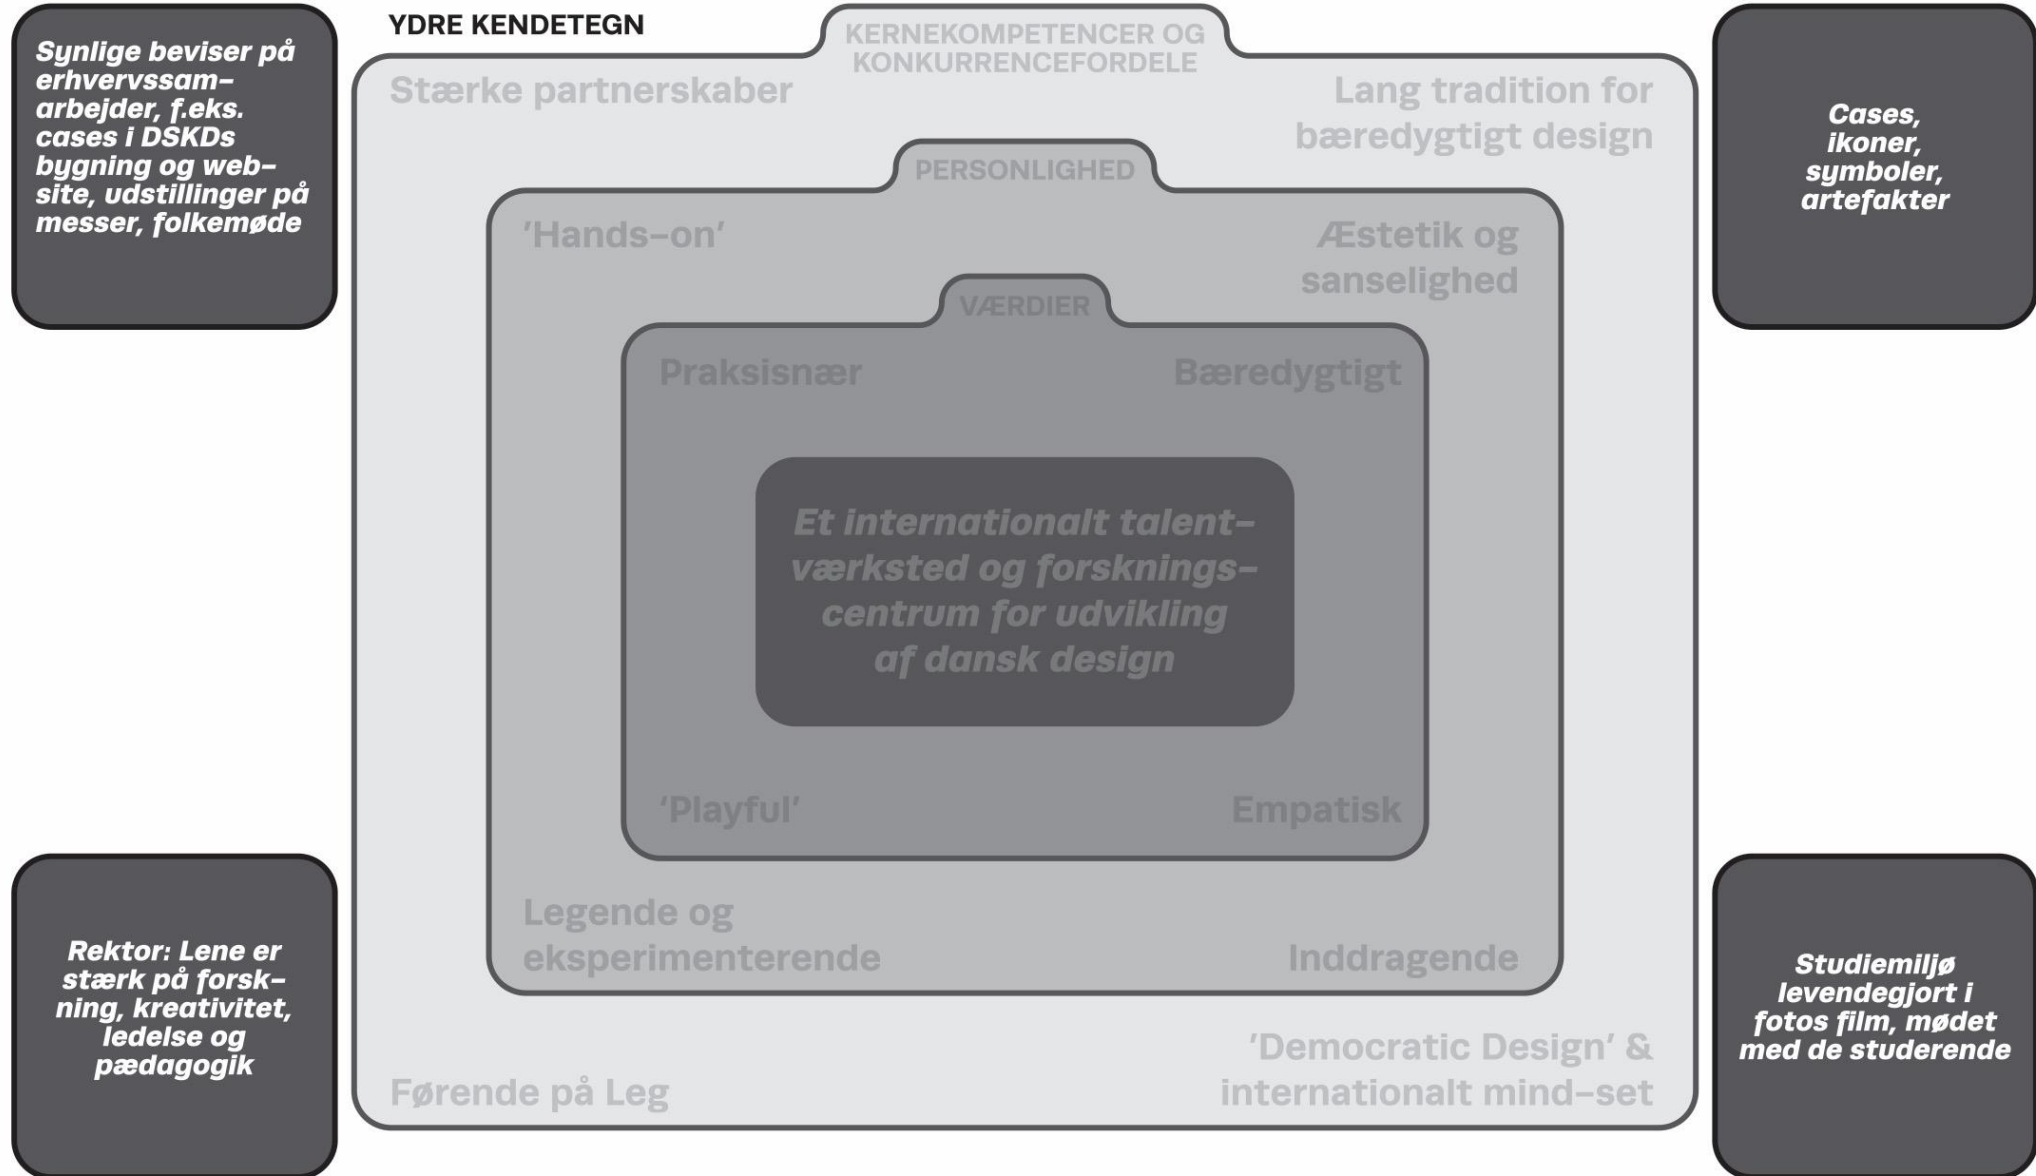 YDRE KENDETEGN
Synlige beviser på
erhvervssam–
arbejder, f.eks.
cases i DSKDs
bygning og web–
site, udstillinger på
messer, folkemøde
KERNEKOMPETENCER OG
KONKURRENCEFORDELE
Stærke partnerskaber
Lang tradition for
bæredygtigt design
Cases,
ikoner,
symboler,
artefakter
PERSONLIGHED
'Hands–on'
Æstetik og
sanselighed
VÆRDIER
Praksisnær
Bæredygtigt
Et internationalt talent–
værksted og forsknings–
centrum for udvikling
af dansk design
'Playful'
Empatisk
Legende og
eksperimenterende
Inddragende
Førende på Leg
'Democratic Design' &
internationalt mind–set
Rektor: Lene er
stærk på forsk–
ning, kreativitet,
ledelse og
pædagogik
Studiemiljø
levendegjort i
fotos film, mødet
med de studerende